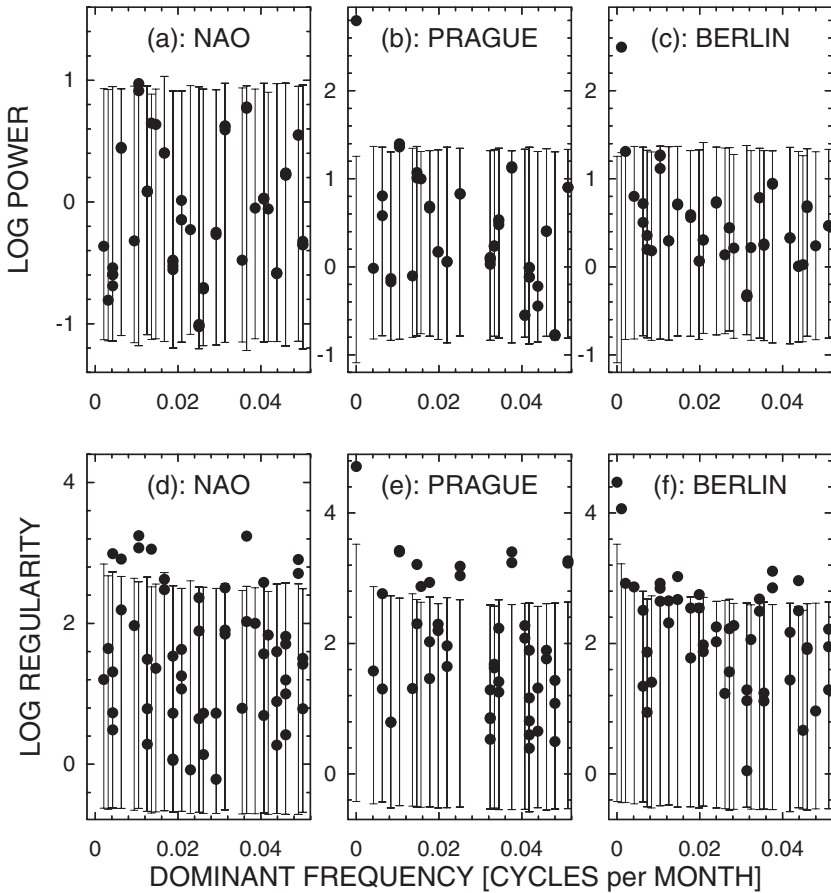 (a): NAO
(b): PRAGUE
(c): BERLIN
LOG POWER
1
0
-1
2
1
0
-1
2
1
0
-1
0 0.02 0.04
0 0.02 0.04
0 0.02 0.04
(d): NAO
(e): PRAGUE
(f): BERLIN
LOG REGULARITY
4
2
0
4
2
0
4
2
0
0 0.02 0.04
0 0.02 0.04
0 0.02 0.04
DOMINANT FREQUENCY [CYCLES per MONTH]